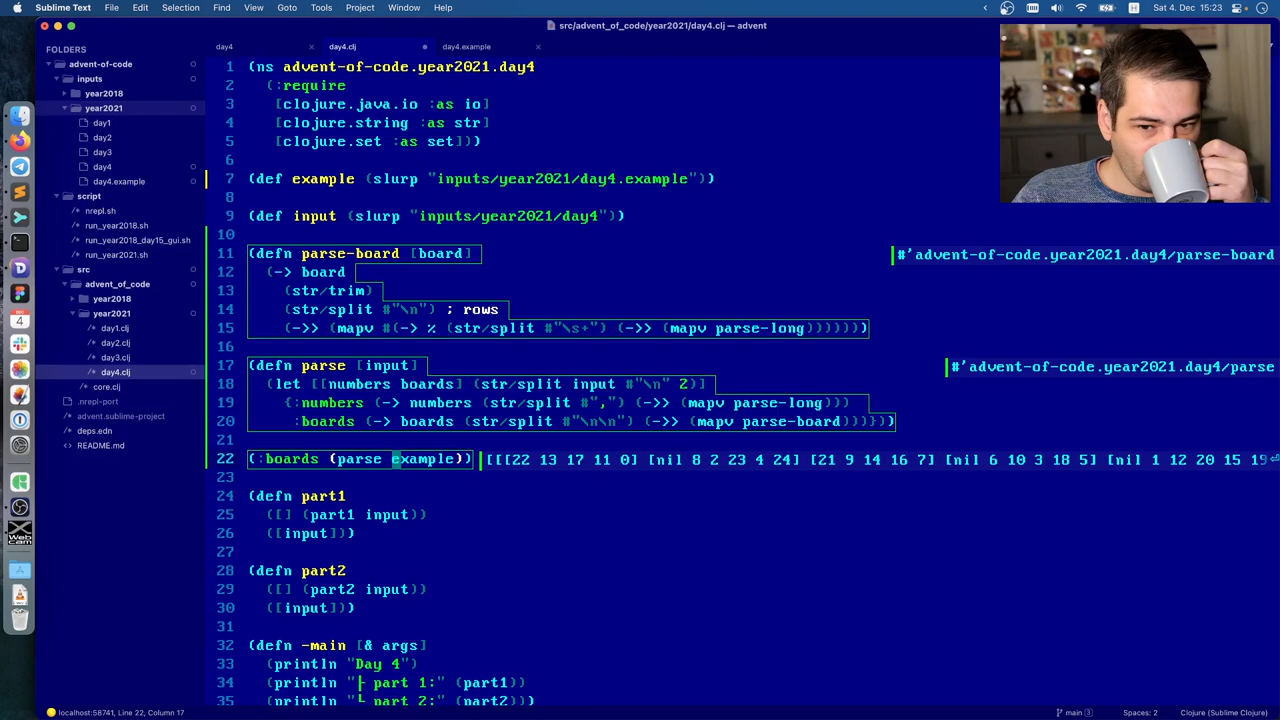 Sublime Text File Edit Selection Find View Goto Tools Project Window Help Sat 4. Dec 15:23
src/advent_of_code/year2021/day4.clj — advent
FOLDERS
advent-of-code
inputs
year2018
year2021
day1
day2
day3
day4
day4.example
script
nrepl.sh
run_year2018.sh
run_year2018_day15_gui.sh
run_year2021.sh
src
advent_of_code
year2018
year2021
day1.clj
day2.clj
day3.clj
day4.clj
core.clj
.nrepl-port
advent.sublime-project
deps.edn
README.md
day4 day4.clj day4.example
1 (ns advent-of-code.year2021.day4
2 (:require
3 [clojure.java.io :as io]
4 [clojure.string :as str]
5 [clojure.set :as set]))
6
7 (def example (slurp "inputs/year2021/day4.example"))
8
9 (def input (slurp "inputs/year2021/day4"))
10
11 (defn parse-board [board] #'advent-of-code.year2021.day4/parse-board
12 (-> board
13 (str/trim)
14 (str/split #"\n") ; rows
15 (->> (mapv #(-> % (str/split #"\s+") (->> (mapv parse-long)))))))
16
17 (defn parse [input] #'advent-of-code.year2021.day4/parse
18 (let [[numbers boards] (str/split input #"\n" 2)]
19 {:numbers (-> numbers (str/split #",") (->> (mapv parse-long)))
20 :boards (-> boards (str/split #"\n\n") (->> (mapv parse-board)))}))
21
22 (:boards (parse example)) [[[22 13 17 11 0] [nil 8 2 23 4 24] [21 9 14 16 7] [nil 6 10 3 18 5] [nil 1 12 20 15 19
23
24 (defn part1
25 ([] (part1 input))
26 ([input]))
27
28 (defn part2
29 ([] (part2 input))
30 ([input]))
31
32 (defn -main [& args]
33 (println "Day 4")
34 (println "├ part 1:" (part1))
35 (println "└ part 2:" (part2)))
localhost:58741, Line 22, Column 17 main 3 Spaces: 2 Clojure (Sublime Clojure)
DEC
4
WebCam